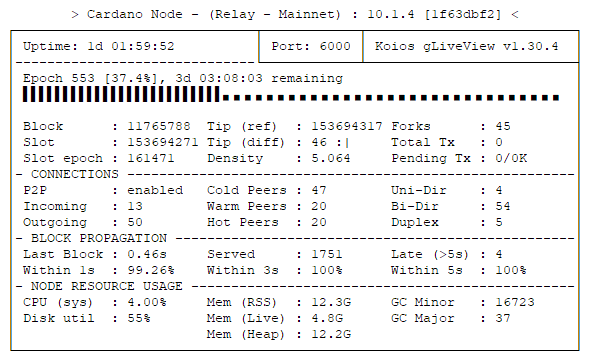 > Cardano Node - (Relay - Mainnet) : 10.1.4 [1f63dbf2] <
Uptime: 1d 01:59:52 Port: 6000 Koios gLiveView v1.30.4
Epoch 553 [37.4%], 3d 03:08:03 remaining
Block : 11765788 Tip (ref) : 153694317 Forks : 45
Slot : 153694271 Tip (diff) : 46 :| Total Tx : 0
Slot epoch : 161471 Density : 5.064 Pending Tx : 0/0K
- CONNECTIONS
P2P : enabled Cold Peers : 47 Uni-Dir : 4
Incoming : 13 Warm Peers : 20 Bi-Dir : 54
Outgoing : 50 Hot Peers : 20 Duplex : 5
- BLOCK PROPAGATION
Last Block : 0.46s Served : 1751 Late (>5s) : 4
Within 1s : 99.26% Within 3s : 100% Within 5s : 100%
- NODE RESOURCE USAGE
CPU (sys) : 4.00% Mem (RSS) : 12.3G GC Minor : 16723
Disk util : 55% Mem (Live) : 4.8G GC Major : 37
Mem (Heap) : 12.2G